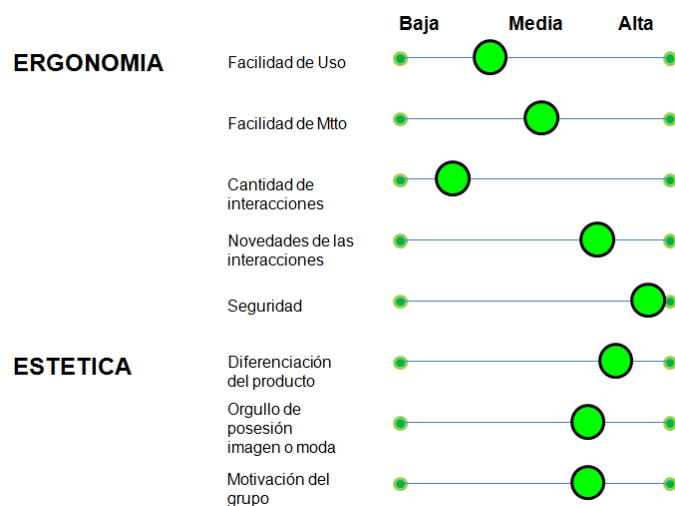 Baja Media Alta
ERGONOMIA
Facilidad de Uso
Facilidad de Mtto
Cantidad de
interacciones
Novedades de las
interacciones
Seguridad
ESTETICA
Diferenciación
del producto
Orgullo de
posesión
imagen o moda
Motivación del
grupo